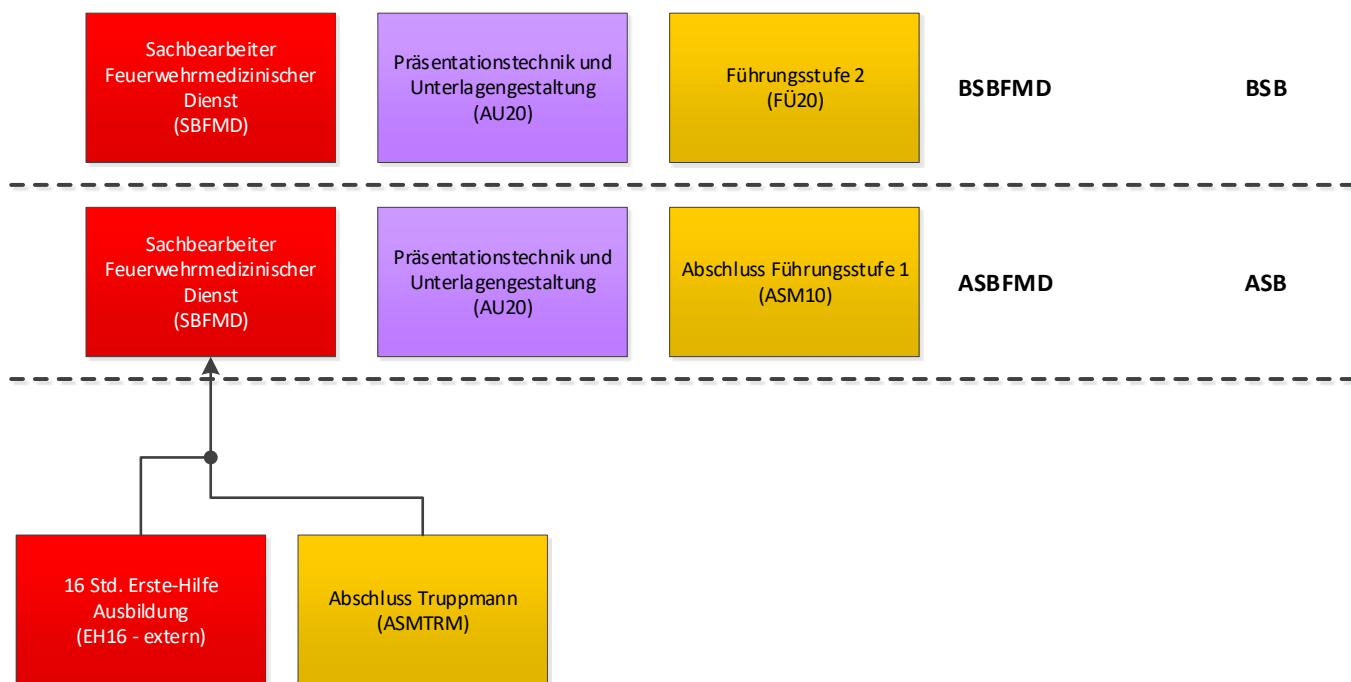 Sachbearbeiter
Feuerwehrmedizinischer
Dienst
(SBFMD)
Präsentationstechnik und
Unterlagengestaltung
(AU20)
Führungsstufe 2
(FÜ20)
BSBFMD
BSB
Sachbearbeiter
Feuerwehrmedizinischer
Dienst
(SBFMD)
Präsentationstechnik und
Unterlagengestaltung
(AU20)
Abschluss Führungsstufe 1
(ASM10)
ASBFMD
ASB
16 Std. Erste-Hilfe
Ausbildung
(EH16 - extern)
Abschluss Truppmann
(ASMTRM)